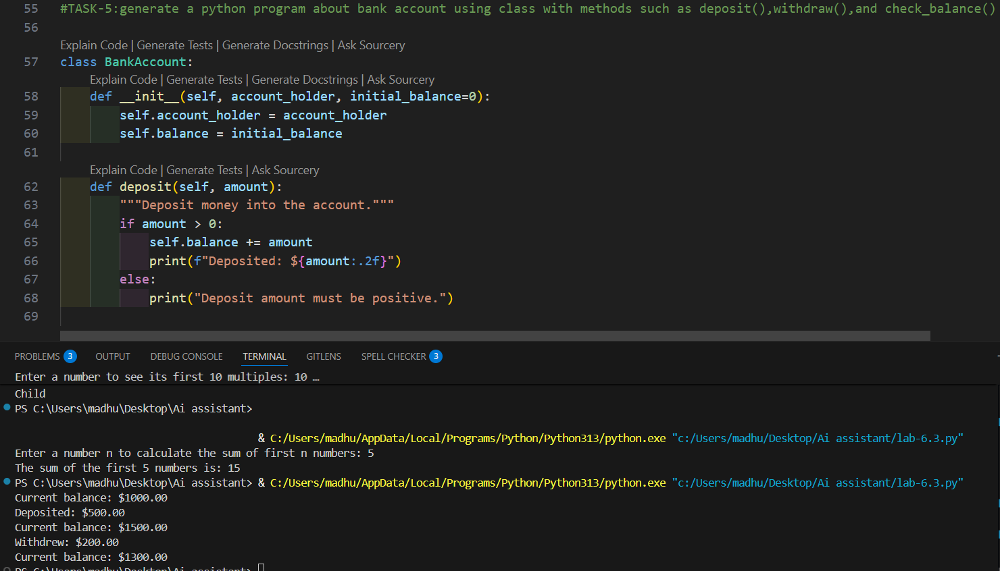 55 #TASK-5:generate a python program about bank account using class with methods such as deposit(),withdraw(),and check_balance()
56
Explain Code | Generate Tests | Generate Docstrings | Ask Sourcery
57 class BankAccount:
Explain Code | Generate Tests | Generate Docstrings | Ask Sourcery
58     def __init__(self, account_holder, initial_balance=0):
59         self.account_holder = account_holder
60         self.balance = initial_balance
61
Explain Code | Generate Tests | Ask Sourcery
62     def deposit(self, amount):
63         """Deposit money into the account."""
64         if amount > 0:
65             self.balance += amount
66             print(f"Deposited: ${amount:.2f}")
67         else:
68             print("Deposit amount must be positive.")
69
PROBLEMS 3 OUTPUT DEBUG CONSOLE TERMINAL GITLENS SPELL CHECKER 3
Enter a number to see its first 10 multiples: 10 …
Child
PS C:\Users\madhu\Desktop\Ai assistant>
& C:/Users/madhu/AppData/Local/Programs/Python/Python313/python.exe "c:/Users/madhu/Desktop/Ai assistant/lab-6.3.py"
Enter a number n to calculate the sum of first n numbers: 5
The sum of the first 5 numbers is: 15
PS C:\Users\madhu\Desktop\Ai assistant> & C:/Users/madhu/AppData/Local/Programs/Python/Python313/python.exe "c:/Users/madhu/Desktop/Ai assistant/lab-6.3.py"
Current balance: $1000.00
Deposited: $500.00
Current balance: $1500.00
Withdrew: $200.00
Current balance: $1300.00
PS C:\Users\madhu\Desktop\Ai assistant>